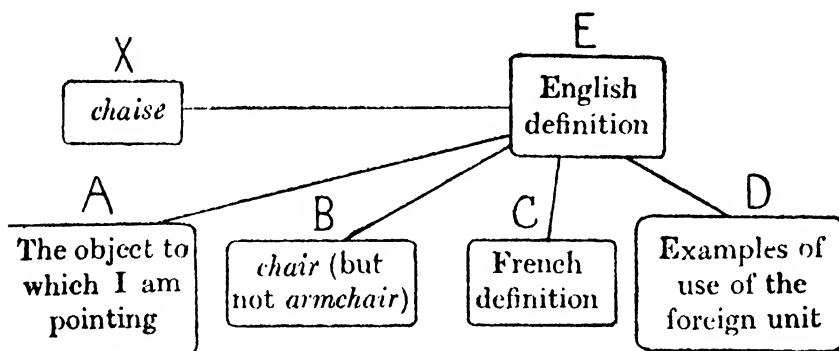 E
X
English
definition
chaise
A
B
C
D
The object to
which I am
pointing
chair (but
not armchair)
French
definition
Examples of
use of the
foreign unit